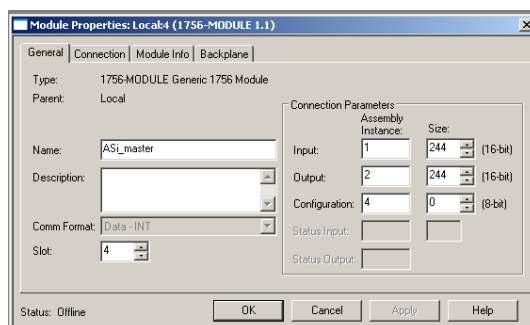 Module Properties: Local:4 (1756-MODULE 1.1)
General Connection Module Info Backplane
Type: 1756-MODULE Generic 1756 Module
Parent: Local
Connection Parameters
Assembly Instance: Size:
Name: ASi_master
Input: 1 244 (16-bit)
Description:
Output: 2 244 (16-bit)
Configuration: 4 0 (8-bit)
Comm Format: Data - INT
Status Input:
Slot: 4
Status Output:
Status: Offline
OK Cancel Apply Help